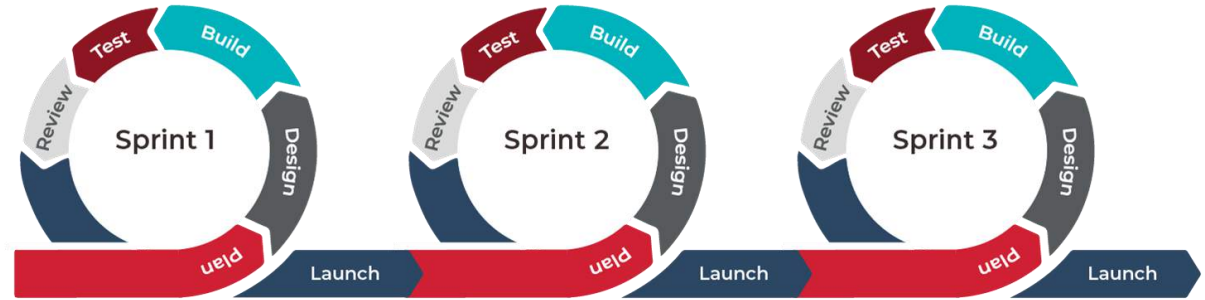 Sprint 1
Plan
Design
Build
Test
Review
Launch
Sprint 2
Plan
Design
Build
Test
Review
Launch
Sprint 3
Plan
Design
Build
Test
Review
Launch